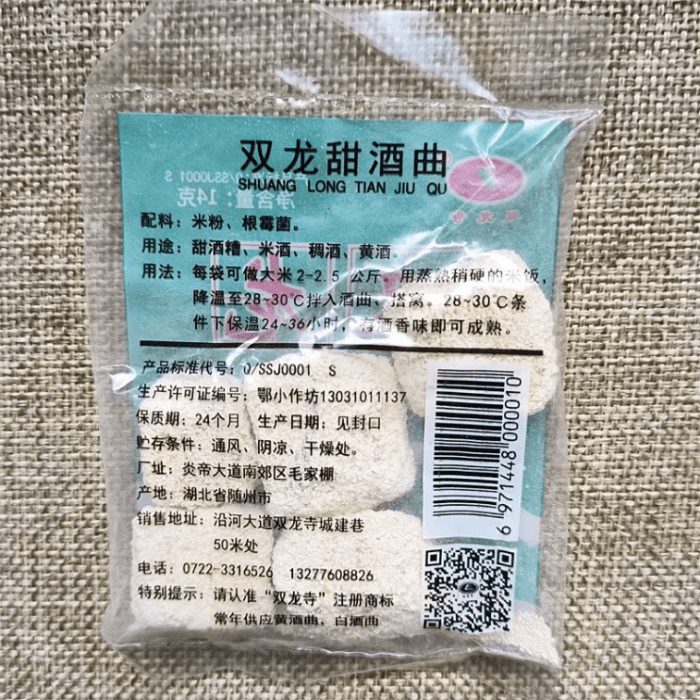 双龙甜酒曲
SHUANG LONG TIAN JIU QU
净含量：14克
配料：米粉、根霉菌。
用途：甜酒糟、米酒、稠酒、黄酒。
用法：每袋可做大米2-2.5公斤。用蒸熟稍硬的米饭，
降温至28-30℃拌入酒曲、搭窝。28-30℃条
件下保温24-36小时，有酒香味即可成熟。
产品标准代号：Q/SSJ0001 S
生产许可证编号：鄂小作坊13031011137
保质期：24个月 生产日期：见封口
贮存条件：通风、阴凉、干燥处。
厂址：炎帝大道南郊区毛家棚
产地：湖北省随州市
销售地址：沿河大道双龙寺城建巷
50米处
电话：0722-3316526 13277608826
特别提示：请认准“双龙寺”注册商标
常年供应黄酒曲、白酒曲
6 971448 000010